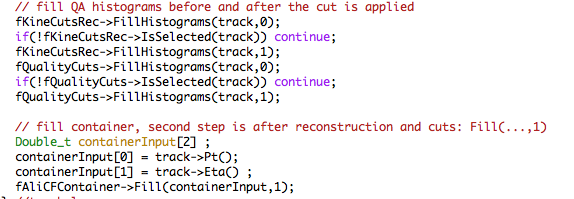 // fill QA histograms before and after the cut is applied
fKineCutsRec->FillHistograms(track,0);
if(!fKineCutsRec->IsSelected(track)) continue;
fKineCutsRec->FillHistograms(track,1);
fQualityCuts->FillHistograms(track,0);
if(!fQualityCuts->IsSelected(track)) continue;
fQualityCuts->FillHistograms(track,1);
// fill container, second step is after reconstruction and cuts: Fill(...,1)
Double_t containerInput[2] ;
containerInput[0] = track->Pt();
containerInput[1] = track->Eta() ;
fAliCFContainer->Fill(containerInput,1);